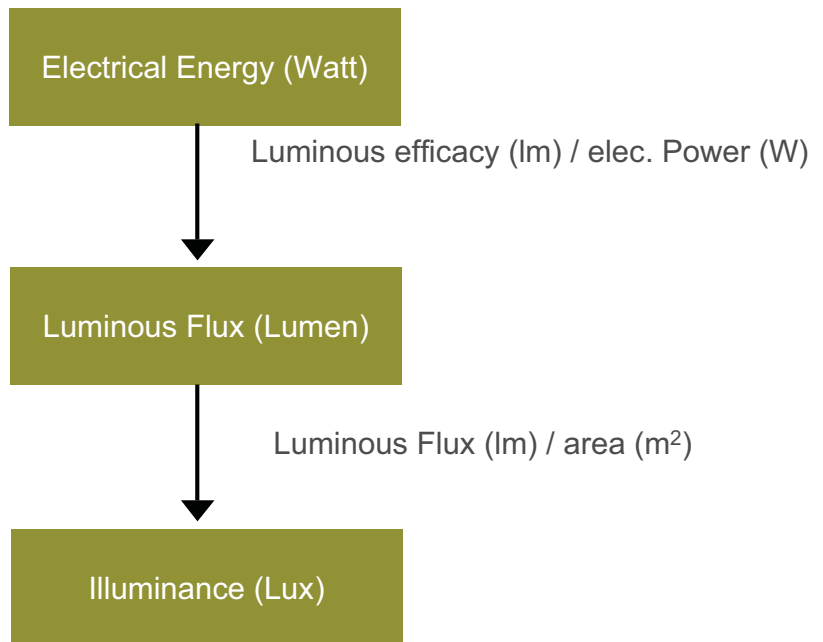 Electrical Energy (Watt)
Luminous efficacy (lm) / elec. Power (W)
Luminous Flux (Lumen)
Luminous Flux (lm) / area (m²)
Illuminance (Lux)